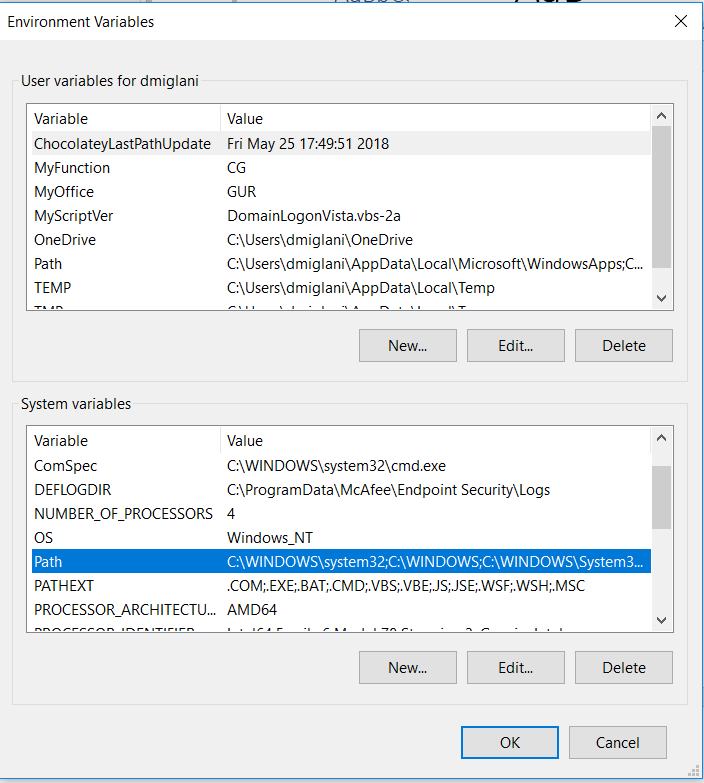 Environment Variables
User variables for dmiglani
Variable Value
ChocolateyLastPathUpdate Fri May 25 17:49:51 2018
MyFunction CG
MyOffice GUR
MyScriptVer DomainLogonVista.vbs-2a
OneDrive C:\Users\dmiglani\OneDrive
Path C:\Users\dmiglani\AppData\Local\Microsoft\WindowsApps;C...
TEMP C:\Users\dmiglani\AppData\Local\Temp
New... Edit... Delete
System variables
Variable Value
ComSpec C:\WINDOWS\system32\cmd.exe
DEFLOGDIR C:\ProgramData\McAfee\Endpoint Security\Logs
NUMBER_OF_PROCESSORS 4
OS Windows_NT
Path C:\WINDOWS\system32;C:\WINDOWS;C:\WINDOWS\System3...
PATHEXT .COM;.EXE;.BAT;.CMD;.VBS;.VBE;.JS;.JSE;.WSF;.WSH;.MSC
PROCESSOR_ARCHITECTU... AMD64
New... Edit... Delete
OK Cancel